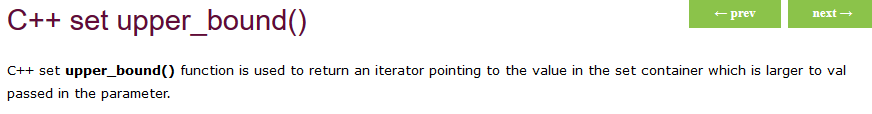 C++ set upper_bound()
← prev
next →
C++ set upper_bound() function is used to return an iterator pointing to the value in the set container which is larger to val
passed in the parameter.